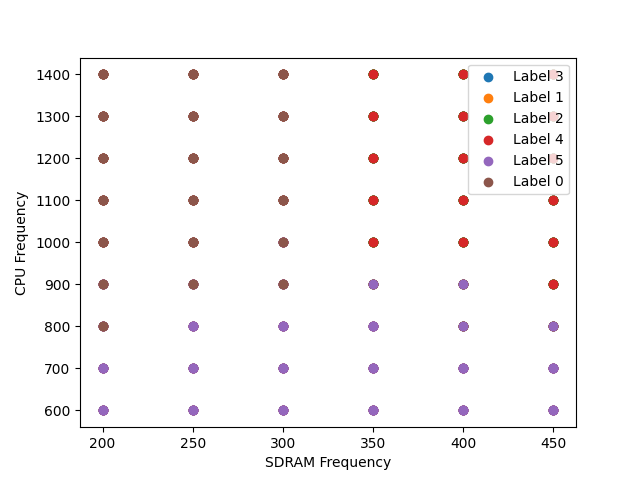 1400
1300
1200
1100
1000
900
800
700
600
CPU Frequency
200 250 300 350 400 450
SDRAM Frequency
Label 3
Label 1
Label 2
Label 4
Label 5
Label 0